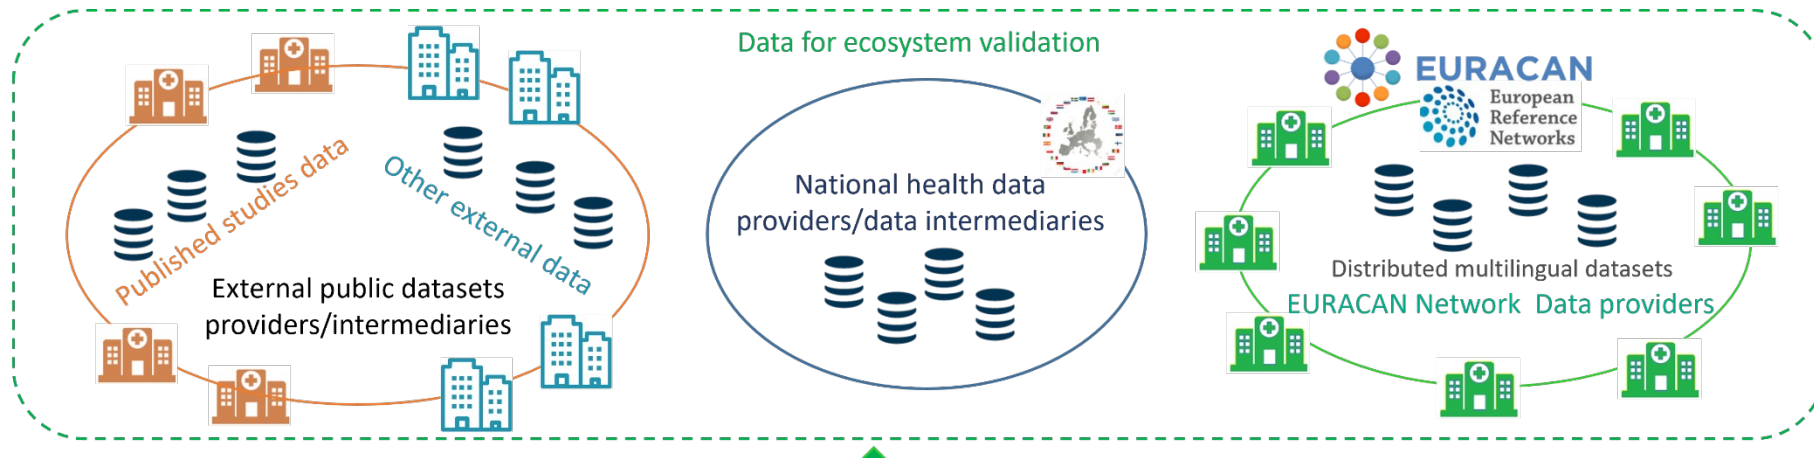 Data for ecosystem validation
Published studies data
Other external data
External public datasets
providers/intermediaries
National health data
providers/data intermediaries
EURACAN
European
Reference
Networks
Distributed multilingual datasets
EURACAN Network Data providers